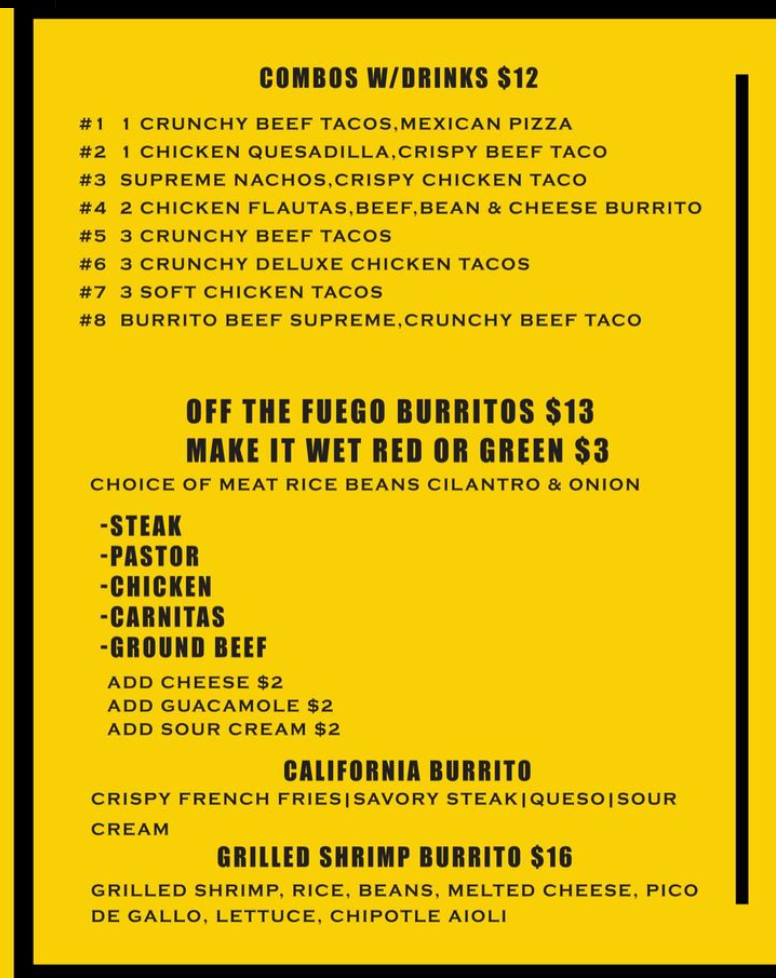 COMBOS W/DRINKS $12
#1 1 CRUNCHY BEEF TACOS,MEXICAN PIZZA
#2 1 CHICKEN QUESADILLA,CRISPY BEEF TACO
#3 SUPREME NACHOS,CRISPY CHICKEN TACO
#4 2 CHICKEN FLAUTAS,BEEF,BEAN & CHEESE BURRITO
#5 3 CRUNCHY BEEF TACOS
#6 3 CRUNCHY DELUXE CHICKEN TACOS
#7 3 SOFT CHICKEN TACOS
#8 BURRITO BEEF SUPREME,CRUNCHY BEEF TACO
OFF THE FUEGO BURRITOS $13
MAKE IT WET RED OR GREEN $3
CHOICE OF MEAT RICE BEANS CILANTRO & ONION
-STEAK
-PASTOR
-CHICKEN
-CARNITAS
-GROUND BEEF
ADD CHEESE $2
ADD GUACAMOLE $2
ADD SOUR CREAM $2
CALIFORNIA BURRITO
CRISPY FRENCH FRIES|SAVORY STEAK|QUESO|SOUR
CREAM
GRILLED SHRIMP BURRITO $16
GRILLED SHRIMP, RICE, BEANS, MELTED CHEESE, PICO
DE GALLO, LETTUCE, CHIPOTLE AIOLI